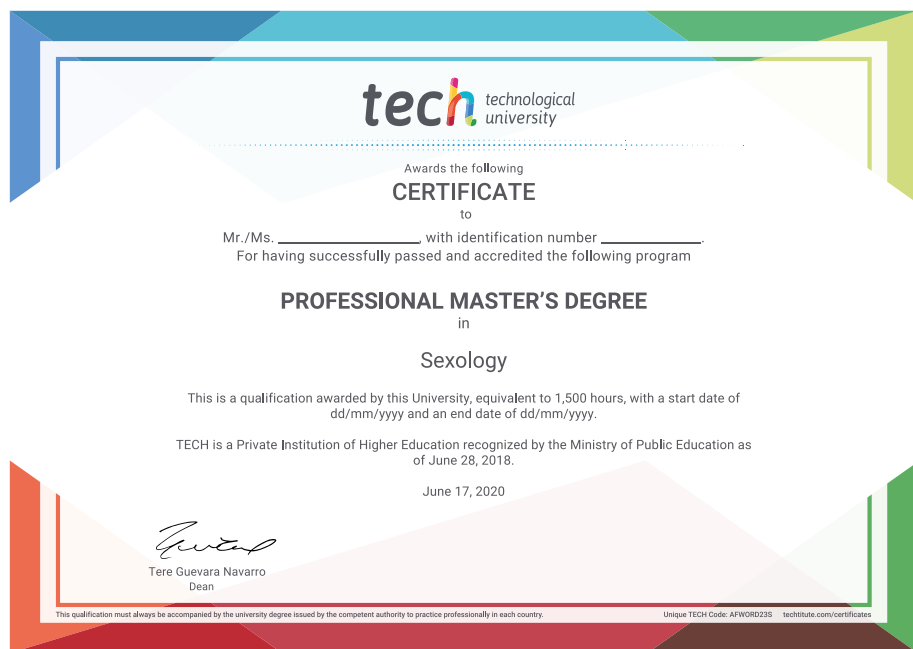 tech technological
university
Awards the following
CERTIFICATE
to
Mr./Ms. ____________________, with identification number ______________.
For having successfully passed and accredited the following program
PROFESSIONAL MASTER'S DEGREE
in
Sexology
This is a qualification awarded by this University, equivalent to 1,500 hours, with a start date of
dd/mm/yyyy and an end date of dd/mm/yyyy.
TECH is a Private Institution of Higher Education recognized by the Ministry of Public Education as
of June 28, 2018.
June 17, 2020
Tere Guevara Navarro
Dean
This qualification must always be accompanied by the university degree issued by the competent authority to practice professionally in each country. Unique TECH Code: AFWORD23S techtitute.com/certificates